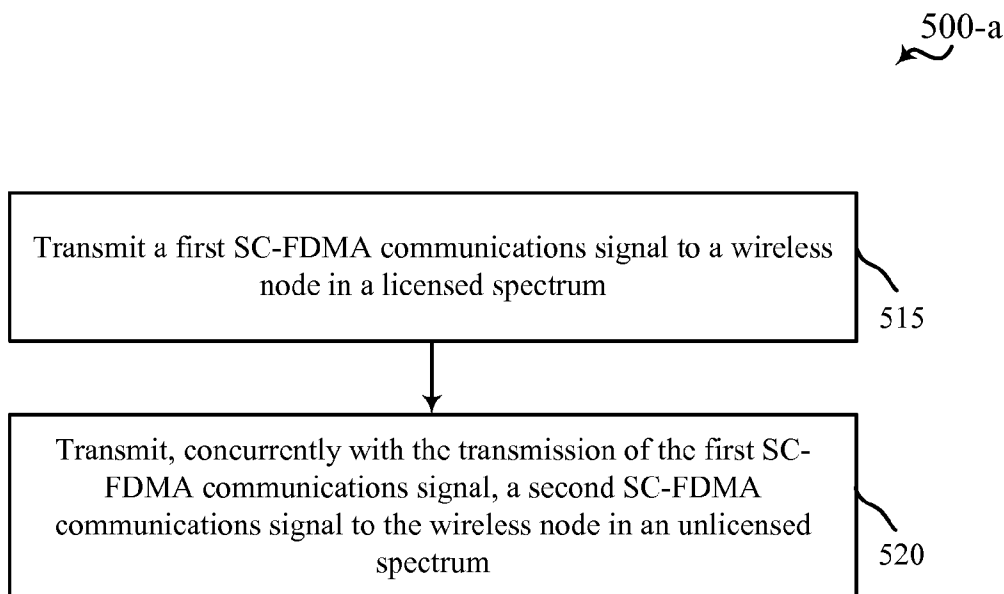 500-a
Transmit a first SC-FDMA communications signal to a wireless
node in a licensed spectrum
515
Transmit, concurrently with the transmission of the first SC-
FDMA communications signal, a second SC-FDMA
communications signal to the wireless node in an unlicensed
spectrum
520